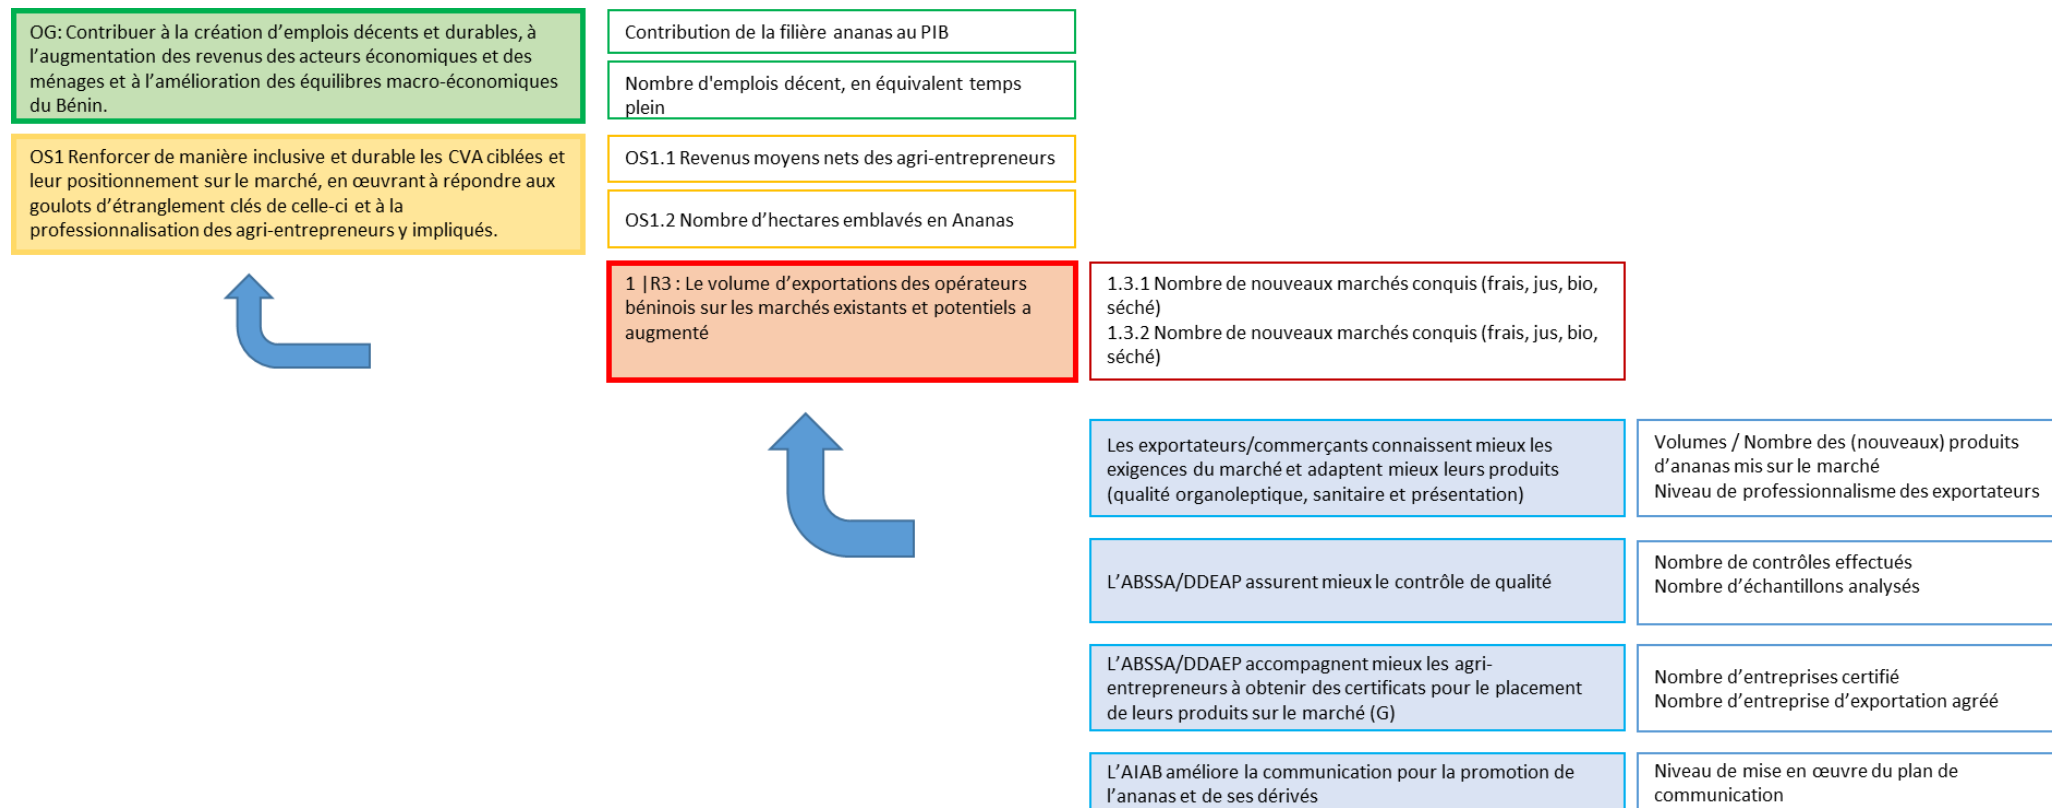 OG: Contribuer à la création d’emplois décents et durables, à
l’augmentation des revenus des acteurs économiques et des
ménages et à l’amélioration des équilibres macro-économiques
du Bénin.
Contribution de la filière ananas au PIB
Nombre d'emplois décent, en équivalent temps
plein
OS1 Renforcer de manière inclusive et durable les CVA ciblées et
leur positionnement sur le marché, en œuvrant à répondre aux
goulots d’étranglement clés de celle-ci et à la
professionnalisation des agri-entrepreneurs y impliqués.
OS1.1 Revenus moyens nets des agri-entrepreneurs
OS1.2 Nombre d’hectares emblavés en Ananas
1 |R3 : Le volume d’exportations des opérateurs
béninois sur les marchés existants et potentiels a
augmenté
1.3.1 Nombre de nouveaux marchés conquis (frais, jus, bio,
séché)
1.3.2 Nombre de nouveaux marchés conquis (frais, jus, bio,
séché)
Les exportateurs/commerçants connaissent mieux les
exigences du marché et adaptent mieux leurs produits
(qualité organoleptique, sanitaire et présentation)
Volumes / Nombre des (nouveaux) produits
d’ananas mis sur le marché
Niveau de professionnalisme des exportateurs
L’ABSSA/DDEAP assurent mieux le contrôle de qualité
Nombre de contrôles effectués
Nombre d’échantillons analysés
L’ABSSA/DDAEP accompagnent mieux les agri-
entrepreneurs à obtenir des certificats pour le placement
de leurs produits sur le marché (G)
Nombre d’entreprises certifié
Nombre d’entreprise d’exportation agréé
L’AIAB améliore la communication pour la promotion de
l’ananas et de ses dérivés
Niveau de mise en œuvre du plan de
communication